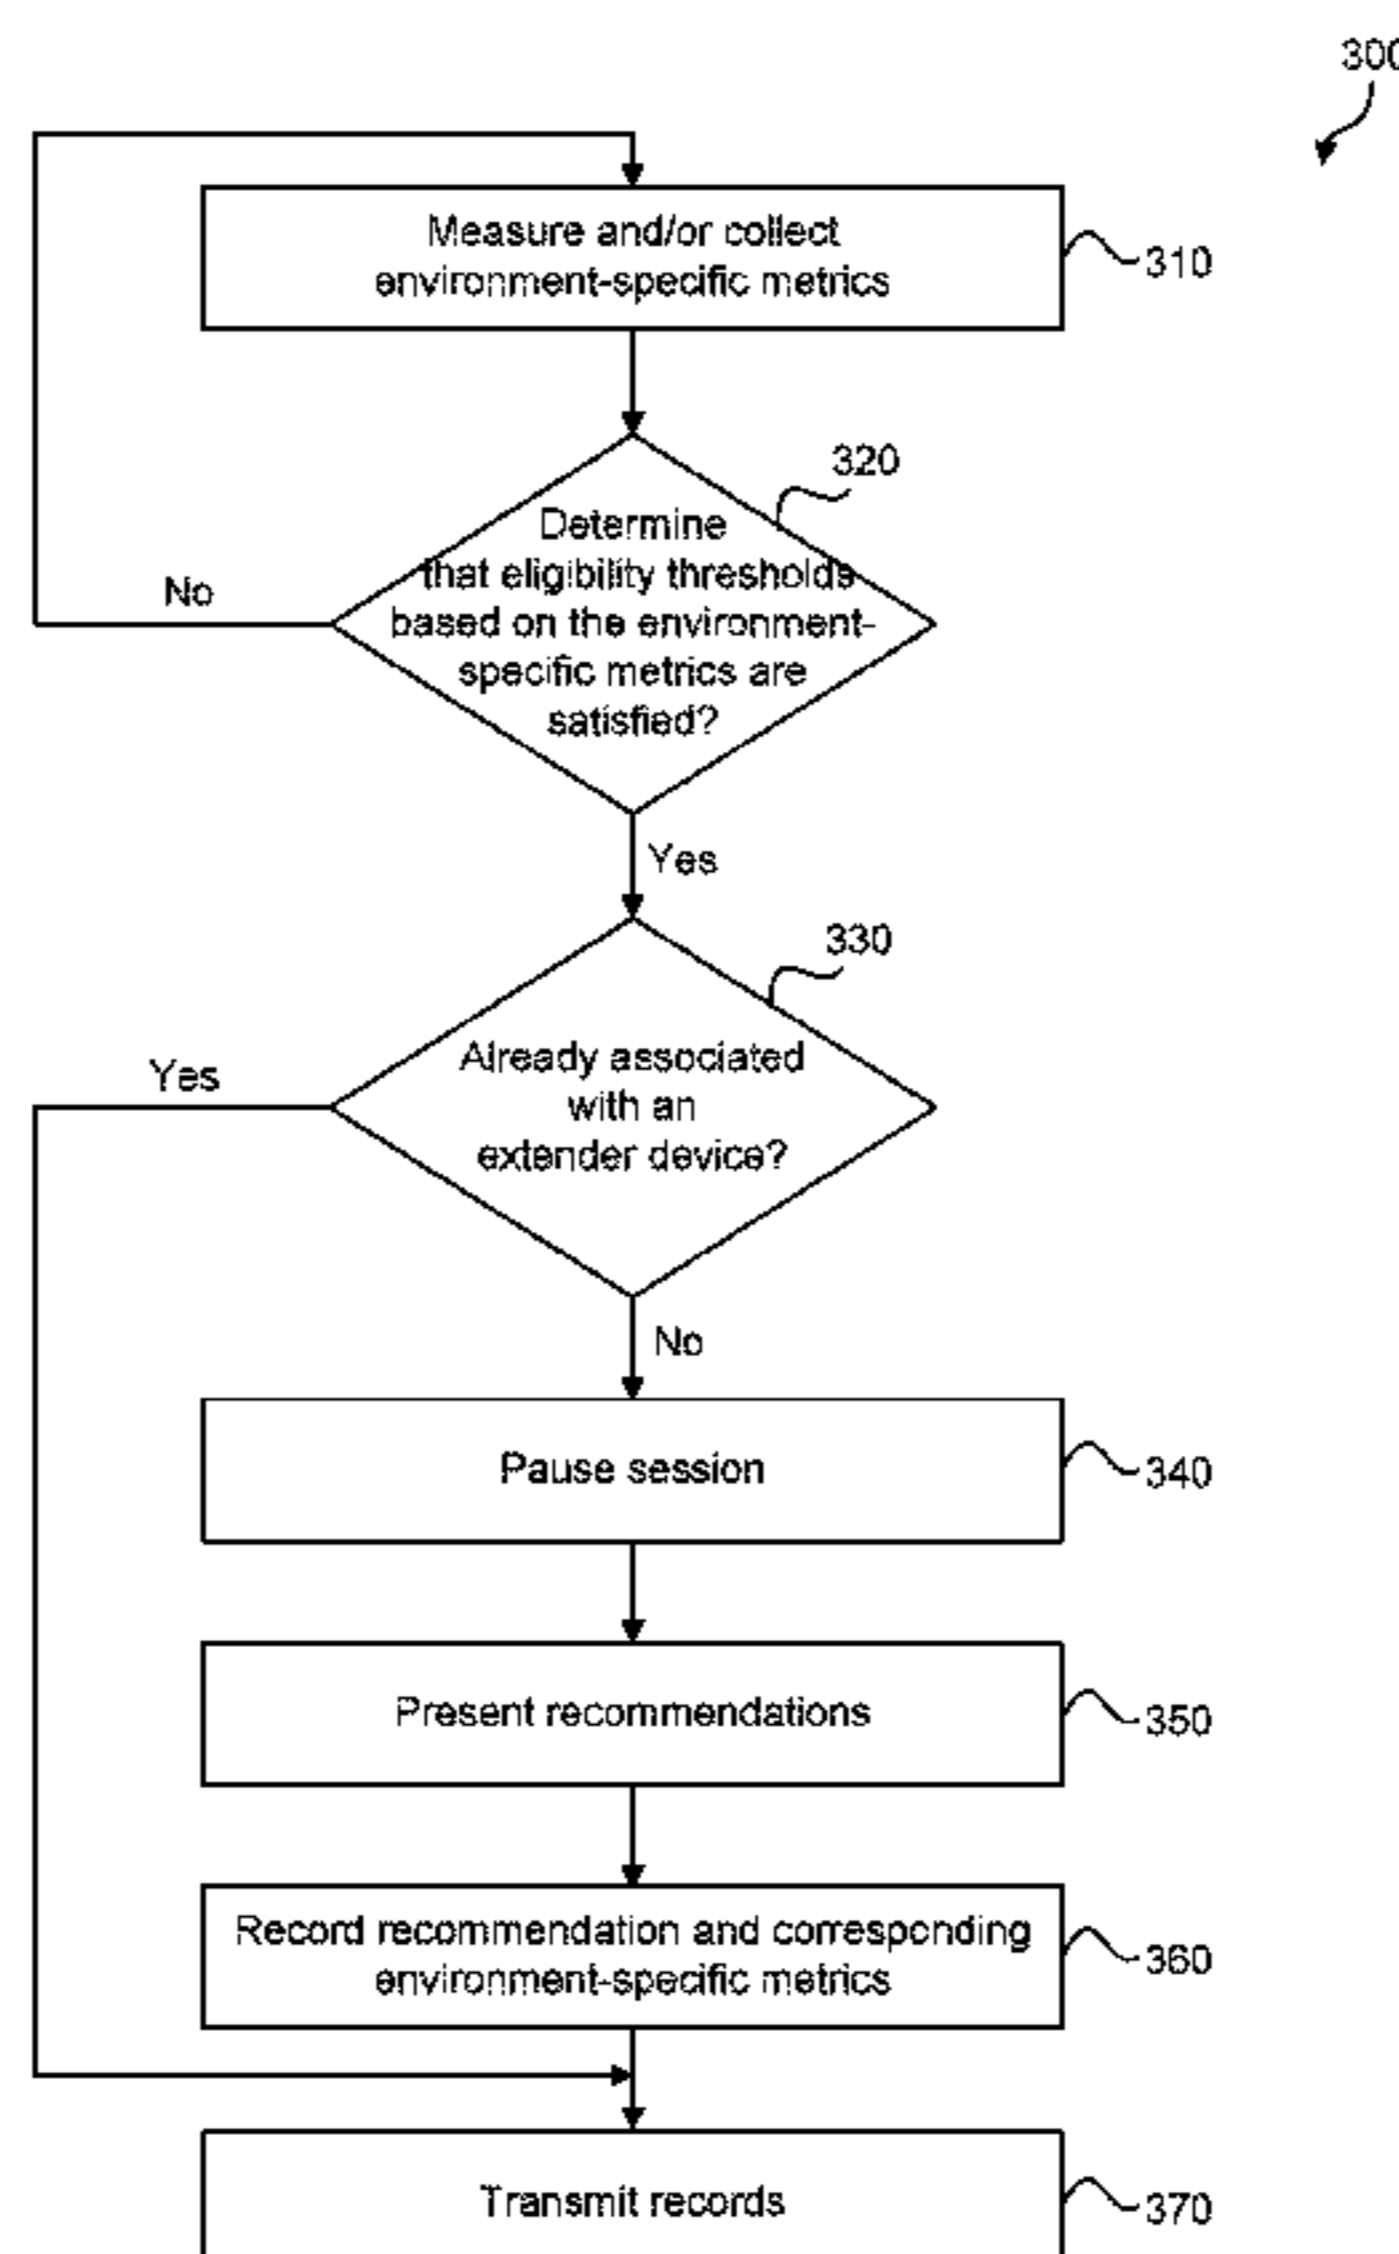 300
Measure and/or collect
environment-specific metrics
310
320
Determine
that eligibility thresholds
based on the environment-
specific metrics are
satisfied?
No
Yes
330
Already associated
with an
extender device?
Yes
No
Pause session
340
Present recommendations
350
Record recommendation and corresponding
environment-specific metrics
360
Transmit records
370